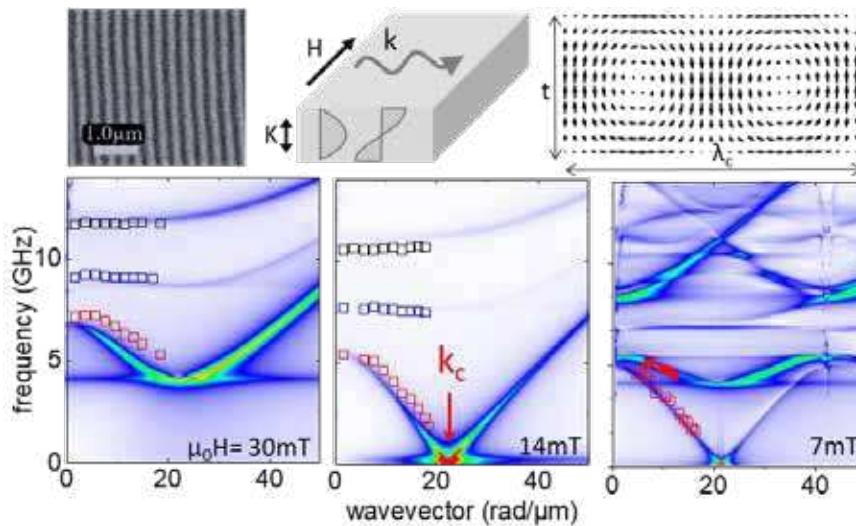 1.0μm
H
k
K
t
λc
frequency (GHz)
10
5
0
μ₀H= 30mT
kc
14mT
7mT
0 20 40
0 20 40
0 20 40
wavevector (rad/μm)